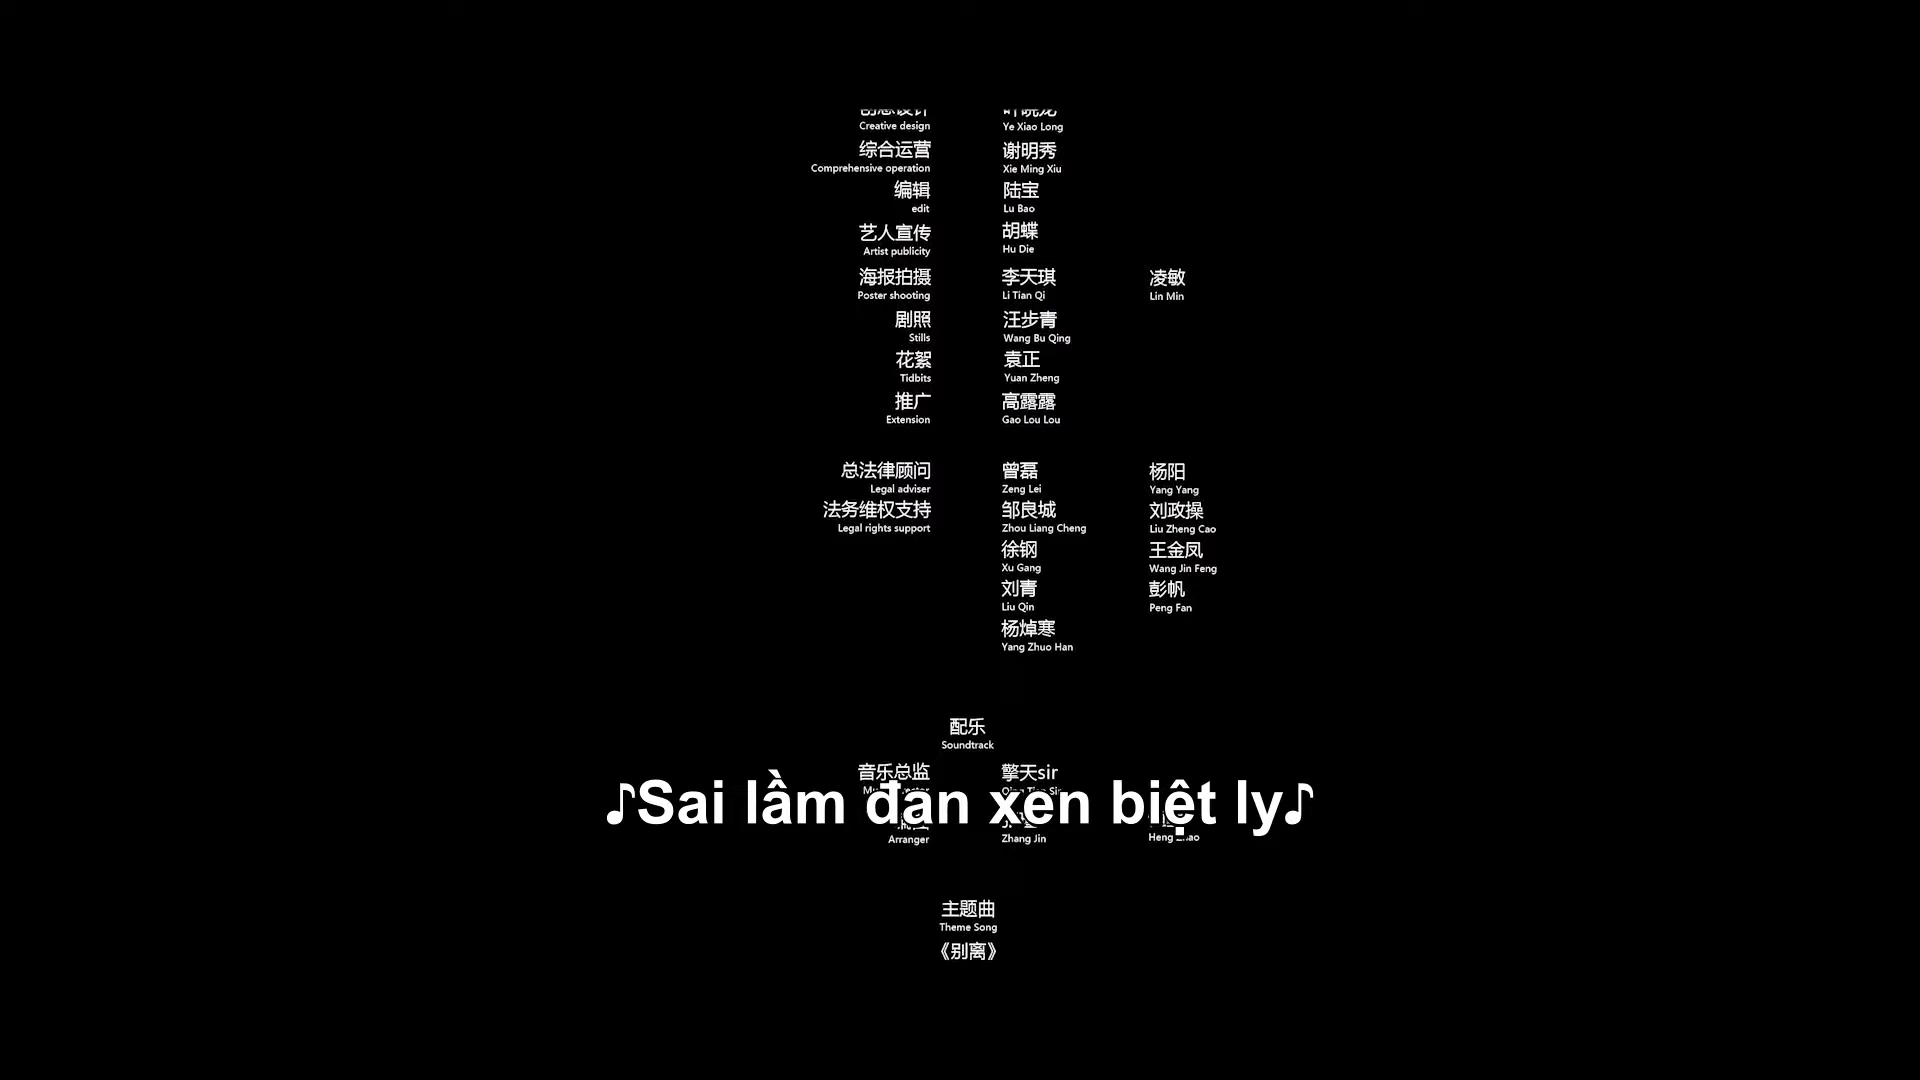 Creative design
Ye Xiao Long
综合运营
谢明秀
Comprehensive operation
Xie Ming Xiu
编辑
陆宝
edit
Lu Bao
艺人宣传
胡蝶
Artist publicity
Hu Die
海报拍摄
李天琪
凌敏
Poster shooting
Li Tian Qi
Lin Min
剧照
汪步青
Stills
Wang Bu Qing
花絮
袁正
Tidbits
Yuan Zheng
推广
高露露
Extension
Gao Lou Lou
总法律顾问
曾磊
杨阳
Legal adviser
Zeng Lei
Yang Yang
法务维权支持
邹良城
刘政操
Legal rights support
Zhou Liang Cheng
Liu Zheng Cao
徐钢
王金凤
Xu Gang
Wang Jin Feng
刘青
彭帆
Liu Qin
Peng Fan
杨焯寒
Yang Zhuo Han
配乐
Soundtrack
音乐总监
擎天sir
♪Sai lầm đan xen biệt ly♪
Arranger
Zhang Jin
Heng
主题曲
Theme Song
《别离》